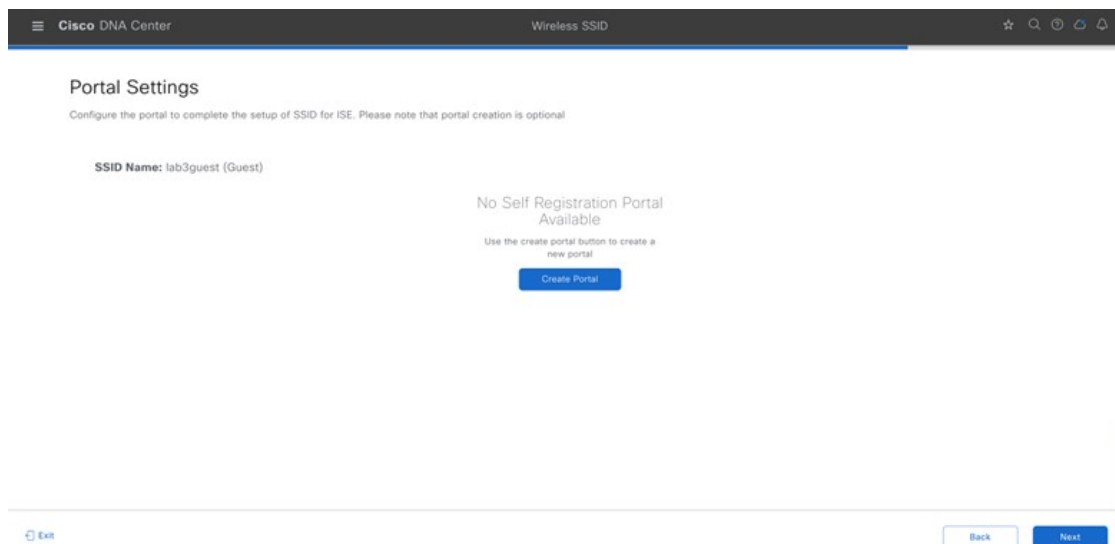 Cisco DNA Center
Wireless SSID
Portal Settings
Configure the portal to complete the setup of SSID for ISE. Please note that portal creation is optional
SSID Name: lab3guest (Guest)
No Self Registration Portal
Available
Use the create portal button to create a
new portal
Create Portal
Exit
Back
Next